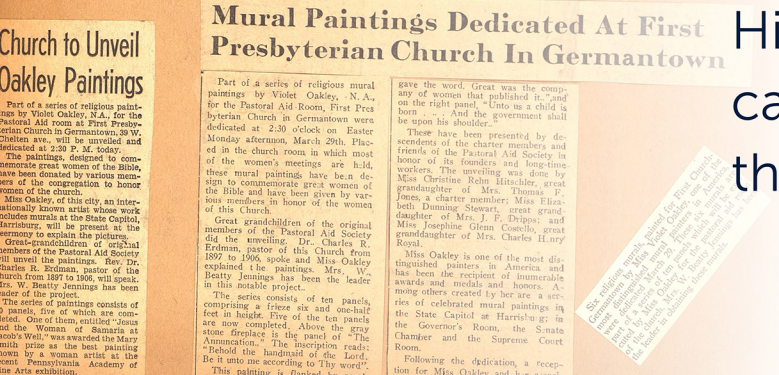 Church to Unveil
Oakley Paintings
Part of a series of religious paint-
ings by Violet Oakley, N.A., for
the Pastoral Aid room at First Presby-
terian Church in Germantown, 39 W.
Chelten ave., will be unveiled and
dedicated at 2:30 P. M. today.
The paintings, designed to com-
memorate great women of the Bible,
have been donated by various mem-
bers of the congregation to honor
women of the church.
Miss Oakley, of this city, an inter-
nationally known artist whose work
includes murals at the State Capitol,
Harrisburg, will be present at the
ceremony to explain the pictures.
Great-grandchildren of original
members of the Pastoral Aid Society
will unveil the paintings. Rev. Dr.
Charles R. Erdman, pastor of the
church from 1897 to 1906, will speak.
Mrs. W. Beatty Jennings has been
leader of the project.
The series of paintings consists of
panels, five of which are com-
pleted. One of them, entitled "Jesus
and the Woman of Samaria at
Jacob's Well," was awarded the Mary
Smith prize as the best painting
shown by a woman artist at the
recent Pennsylvania Academy of
Fine Arts exhibition.
Mural Paintings Dedicated At First
Presbyterian Church In Germantown
Part of a series of religious mural
paintings by Violet Oakley, N. A.,
for the Pastoral Aid Room, First Pres
byterian Church in Germantown were
dedicated at 2:30 o'clock on Easter
Monday afternnon, March 29th. Plac-
ed in the church room in which most
of the women's meetings are held,
these mural paintings have been de-
sign to commemorate great women of
the Bible and have been given by var-
ious members in honor of the women
of this Church.
Great grandchildren of the original
members of the Pastoral Aid Society
did the unveiling. Dr. Charles R.
Erdman, pastor of this Church from
1897 to 1906, spoke and Miss Oakley
explained the paintings. Mrs. W.
Beatty Jennings has been the leader
in this notable project.
The series consists of ten panels,
comprising a frieze six and one-half
feet in height. Five of the panels
are now completed. Above the gray
stone fireplace is the panel of "The
Annuncation." The inscription reads:
"Behold the handmaid of the Lord.
Be it unto me according to Thy word".
This painting is flanked by
gave the word. Great was the comp-
any of women that published it.", and
on the right panel, "Unto us a child is
born . . . And the government shall
be upon his shoulder."
These have been presented by de-
scendents of the charter members and
friends of the Pastoral Aid Society in
honor of its founders and long-time-
workers. The unveiling was done by
Miss Christine Rehn Hitschler, great
grandaughter of Mrs. Thomas F.
Jones, a charter member; Miss Eliza-
beth Dunning Stewart, great grand-
daughter of Mrs. J. F. Dripps; and
Miss Josephine Glenn Costello, great
granddaughter of Mrs. Charles Henry
Royal.
Miss Oakley is one of the most dis-
tinguished painters in America and
has been the recipient of innumerable
awards and medals and honors. A-
mong others created by her are a ser-
ies of celebrated mural paintings in
the State Capitol at Harrisburg; in
the Governor's Room, the Senate
Chamber and the Supreme Court
Room.
Following the dedication, a recep-
tion for Miss Oakley and
Six religious murals, painted for First Church
Germantown by Miss Violet Oakley, one of the
Hi
ca
th